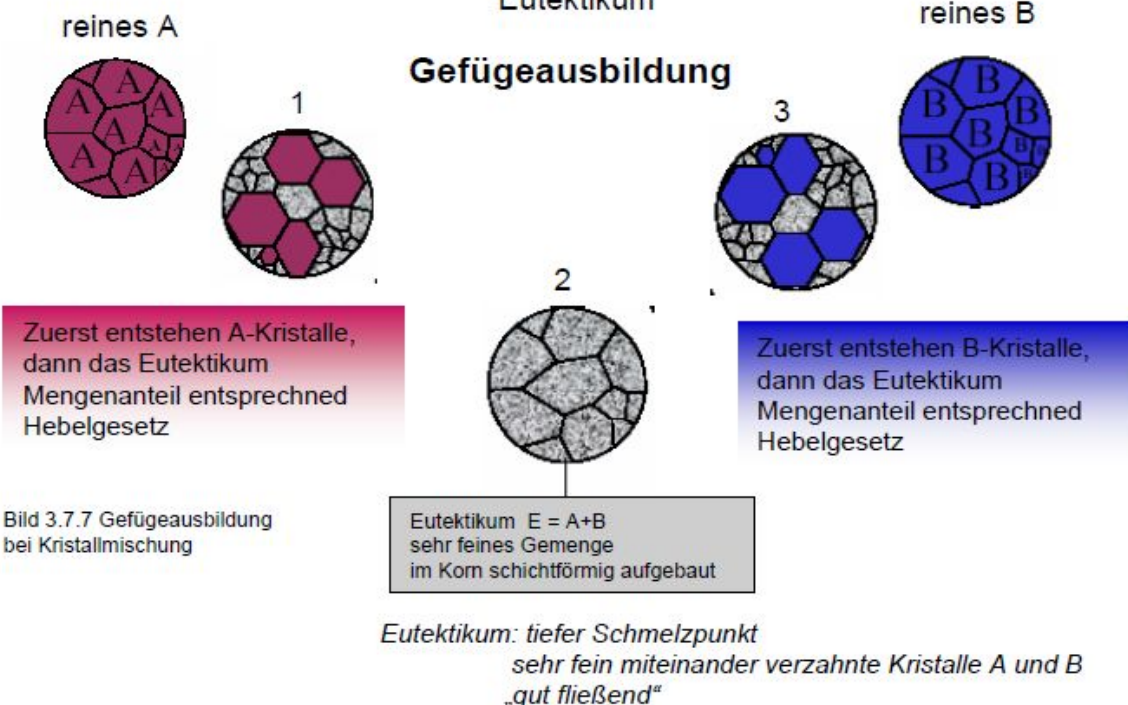 Eutektikum
reines A
reines B
Gefügeausbildung
1
3
2
A
A
A
A
A
A
A
A
B
B
B
B
B
B
B
B
B
Zuerst entstehen A-Kristalle,
dann das Eutektikum
Mengenanteil entsprechned
Hebelgesetz
Zuerst entstehen B-Kristalle,
dann das Eutektikum
Mengenanteil entsprechned
Hebelgesetz
Bild 3.7.7 Gefügeausbildung
bei Kristallmischung
Eutektikum E = A+B
sehr feines Gemenge
im Korn schichtförmig aufgebaut
Eutektikum: tiefer Schmelzpunkt
sehr fein miteinander verzahnte Kristalle A und B
„gut fließend“